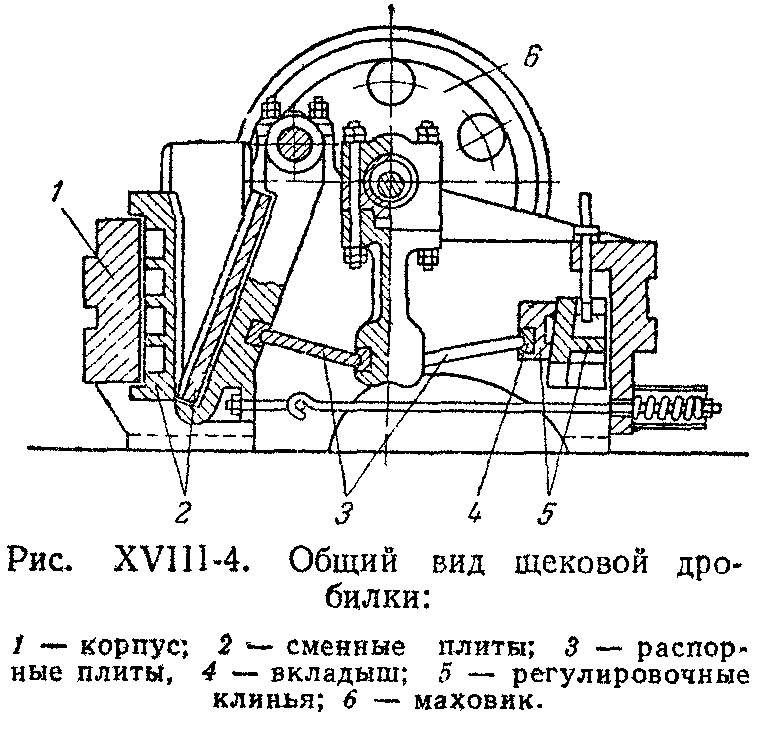 6
1
2
3
4
5
Рис. XVIII-4. Общий вид щековой дро-
билки:
1 — корпус; 2 — сменные плиты; 3 — распор-
ные плиты, 4 — вкладыш; 5 — регулировочные
клинья; 6 — маховик.